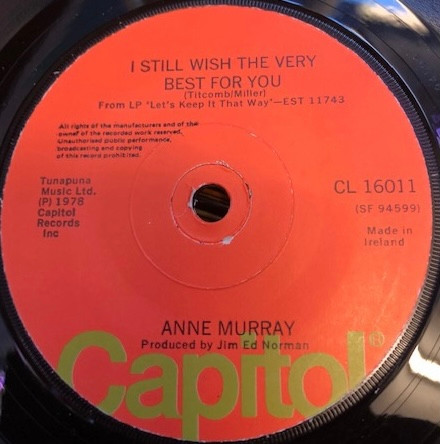 I STILL WISH THE VERY
BEST FOR YOU
(Titcomb/Miller)
From LP 'Let's Keep It That Way'—EST 11743
All rights of the manufacturers and of the
owner of the recorded work reserved.
Unauthorised public performance,
broadcasting and copying
of this record prohibited.
Tunapuna
Music Ltd.
(P) 1978
Capitol
Records
Inc
CL 16011
(SF 94599)
Made in
Ireland
ANNE MURRAY
Produced by Jim Ed Norman
Capitol®